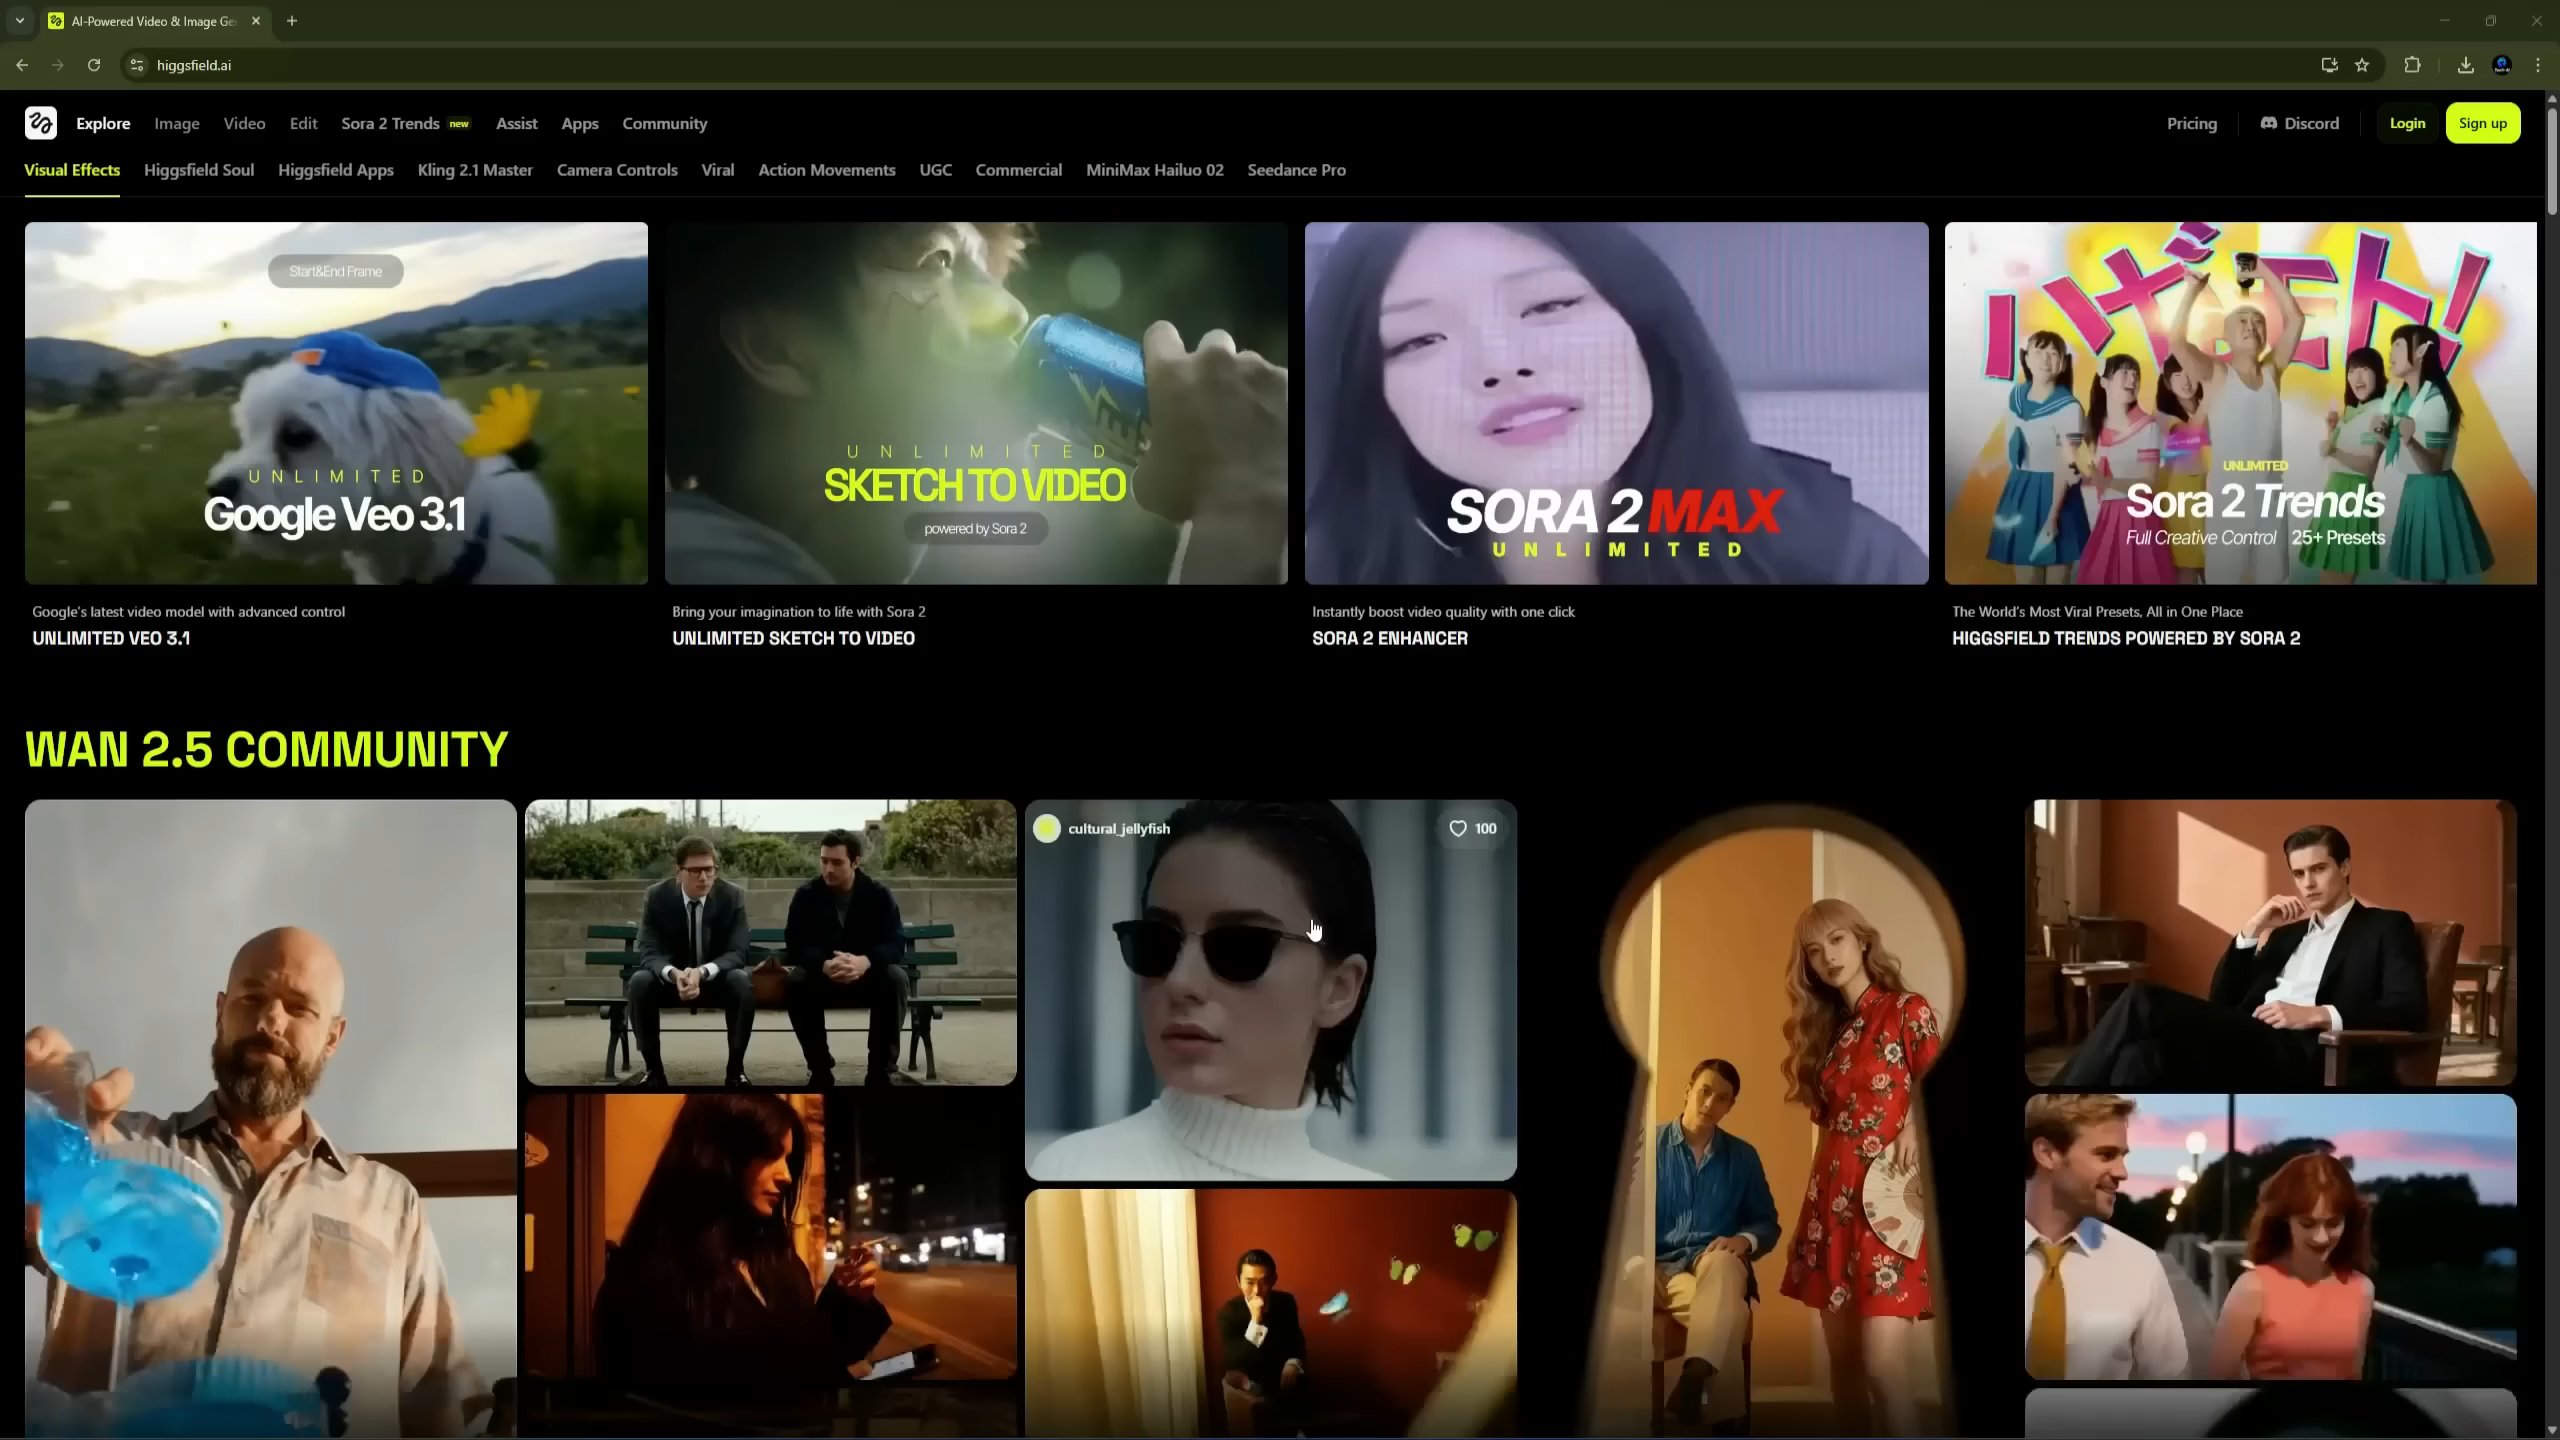 AI-Powered Video & Image Ge
higgsfield.ai
Explore
Image
Video
Edit
Sora 2 Trends new
Assist
Apps
Community
Pricing
Discord
Login
Sign up
Visual Effects
Higgsfield Soul
Higgsfield Apps
Kling 2.1 Master
Camera Controls
Viral
Action Movements
UGC
Commercial
MiniMax Hailuo 02
Seedance Pro
Start&End Frame
UNLIMITED
Google Veo 3.1
UNLIMITED
SKETCH TO VIDEO
powered by Sora 2
SORA 2 MAX
UNLIMITED
UNLIMITED
Sora 2 Trends
Full Creative Control 25+ Presets
Google's latest video model with advanced control
UNLIMITED VEO 3.1
Bring your imagination to life with Sora 2
UNLIMITED SKETCH TO VIDEO
Instantly boost video quality with one click
SORA 2 ENHANCER
The World's Most Viral Presets, All in One Place
HIGGSFIELD TRENDS POWERED BY SORA 2
WAN 2.5 COMMUNITY
cultural_jellyfish
100